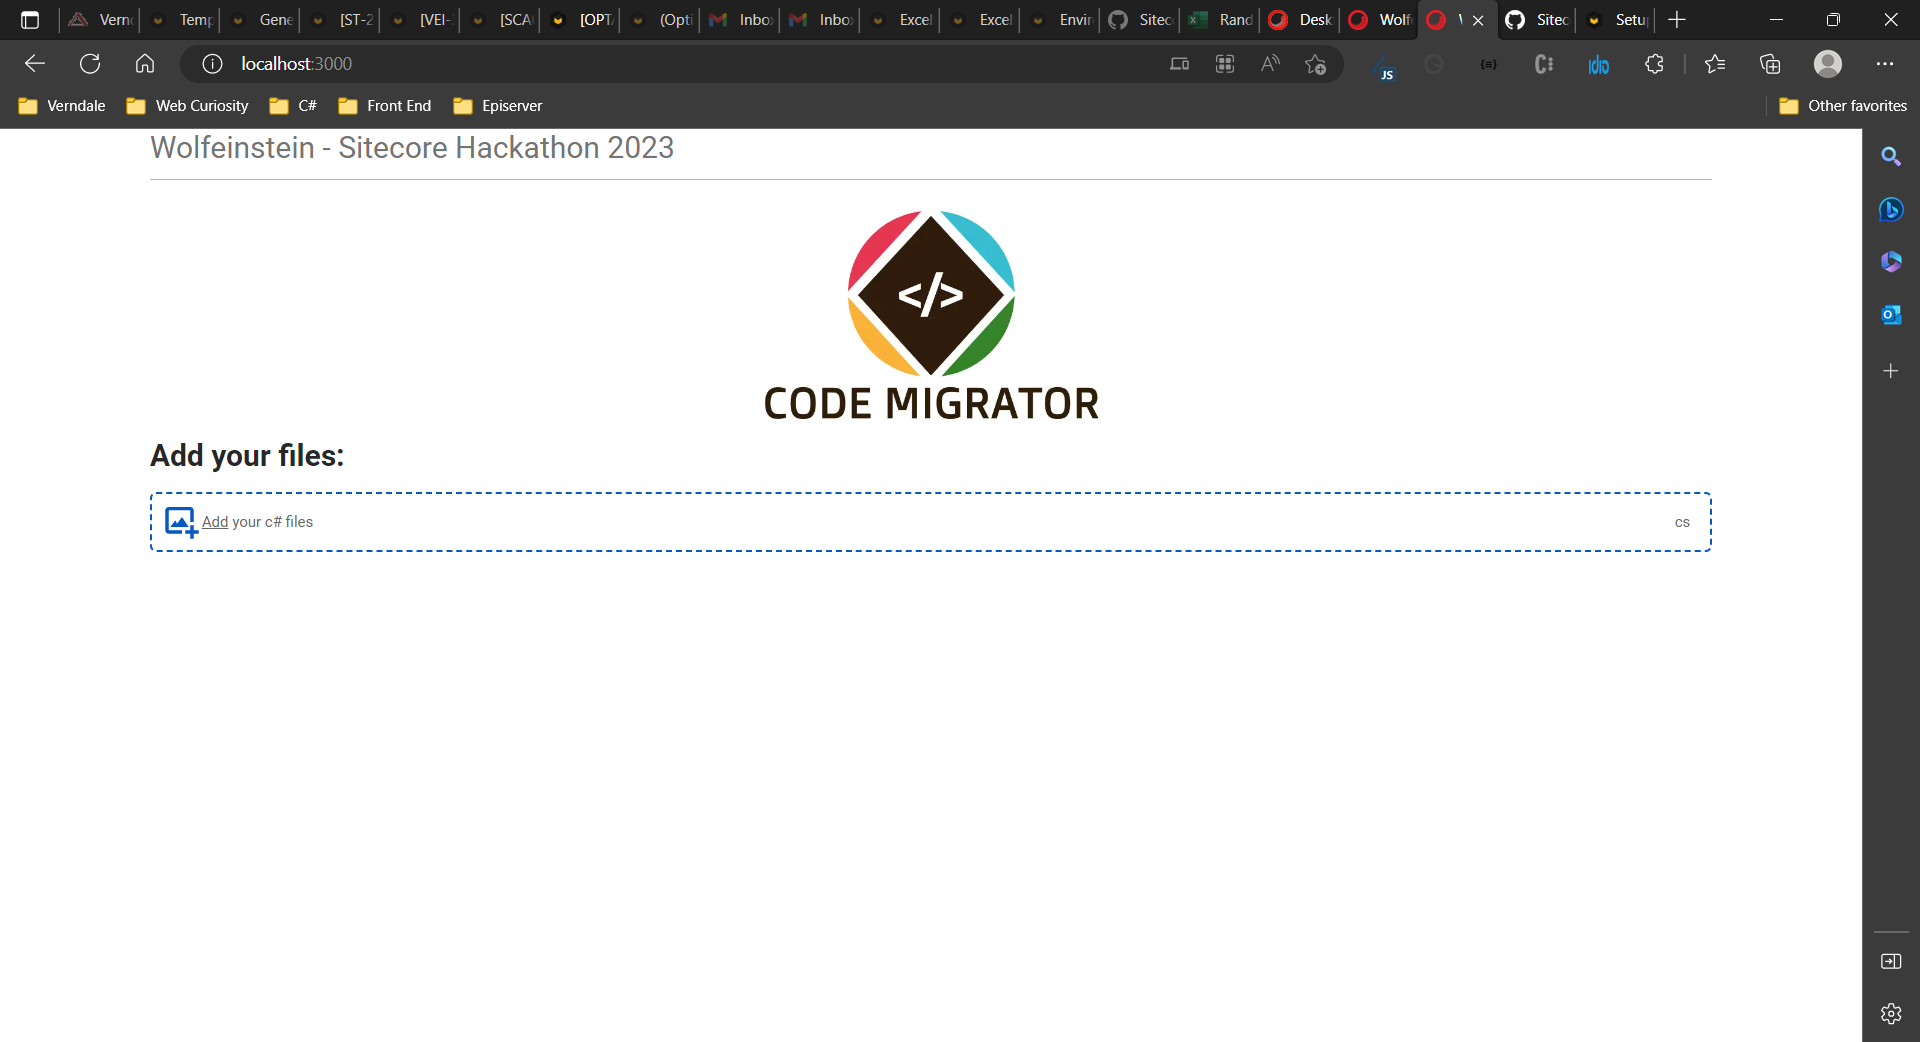 Vern Temp Gene [ST-2 [VEI- [SCA [OPT (Opti Inbo Inbo Excel Excel Envir Sitec Rand Desk Wolf Sitec Setu
localhost:3000
JS
Verndale Web Curiosity C# Front End Episerver Other favorites
Wolfeinstein - Sitecore Hackathon 2023
</>
CODE MIGRATOR
Add your files:
Add your c# files cs